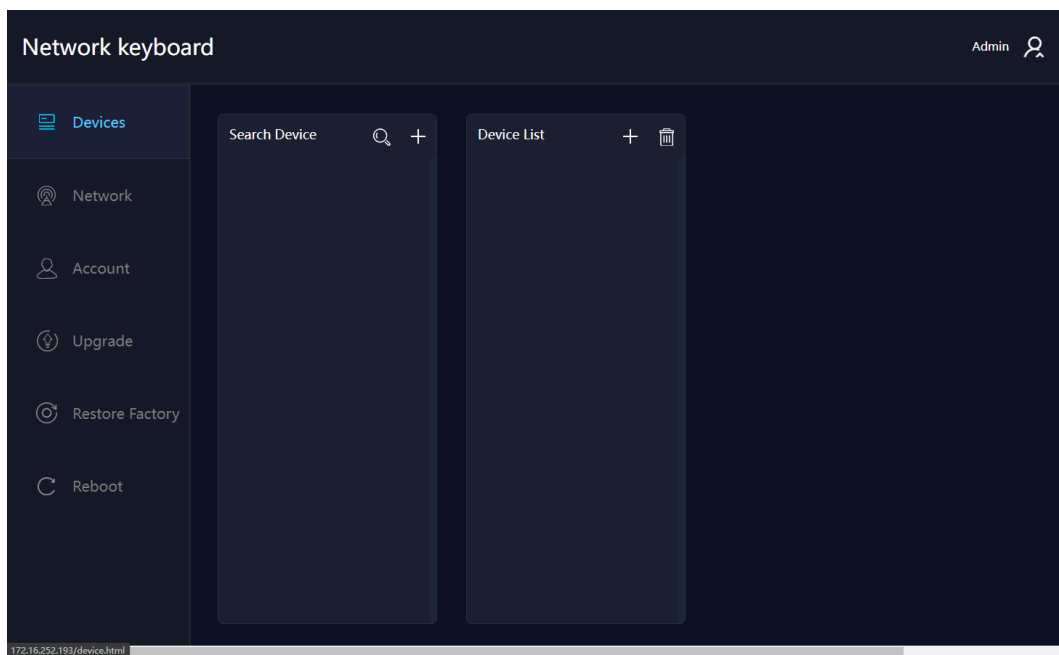 Network keyboard
Admin
Devices
Search Device
Device List
Network
Account
Upgrade
Restore Factory
Reboot
172.16.252.193/device.html